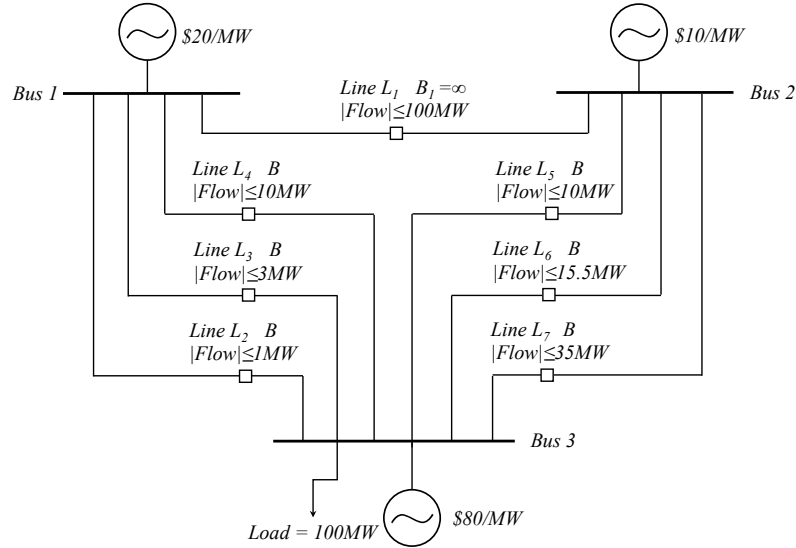 $20/MW
$10/MW
Bus 1
Bus 2
Line L1 B1 =∞
|Flow|≤100MW
Line L4 B
|Flow|≤10MW
Line L5 B
|Flow|≤10MW
Line L3 B
|Flow|≤3MW
Line L6 B
|Flow|≤15.5MW
Line L2 B
|Flow|≤1MW
Line L7 B
|Flow|≤35MW
Bus 3
Load = 100MW
$80/MW